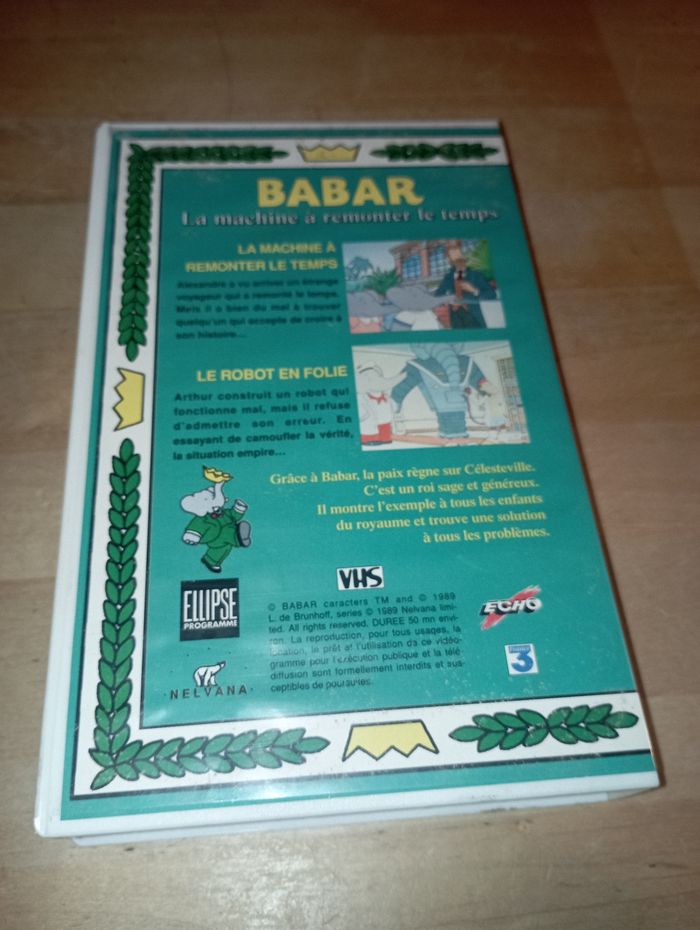 BABAR
La machine à remonter le temps
LA MACHINE À
REMONTER LE TEMPS
Alexandre a vu arriver un étrange
voyageur qui a remonté le temps.
Mais il a bien du mal à trouver
quelqu'un qui accepte de croire à
son histoire...
LE ROBOT EN FOLIE
Arthur construit un robot qui
fonctionne mal, mais il refuse
d'admettre son erreur. En
essayant de camoufler la vérité,
la situation empire...
Grâce à Babar, la paix règne sur Célesteville.
C'est un roi sage et généreux.
Il montre l'exemple à tous les enfants
du royaume et trouve une solution
à tous les problèmes.
VHS
ELLIPSE
PROGRAMME
NELVANA
© BABAR caracters TM and © 1989
L. de Brunhoff, series © 1989 Nelvana limi-
ted. All rights reserved. DUREE 50 mn envi-
ron. La reproduction, pour tous usages, la
location, le prêt et l'utilisation de ce vidéo-
gramme pour l'exécution publique et la télé-
diffusion sont formellement interdits et sus-
ceptibles de poursuites.
ECHO
France
3